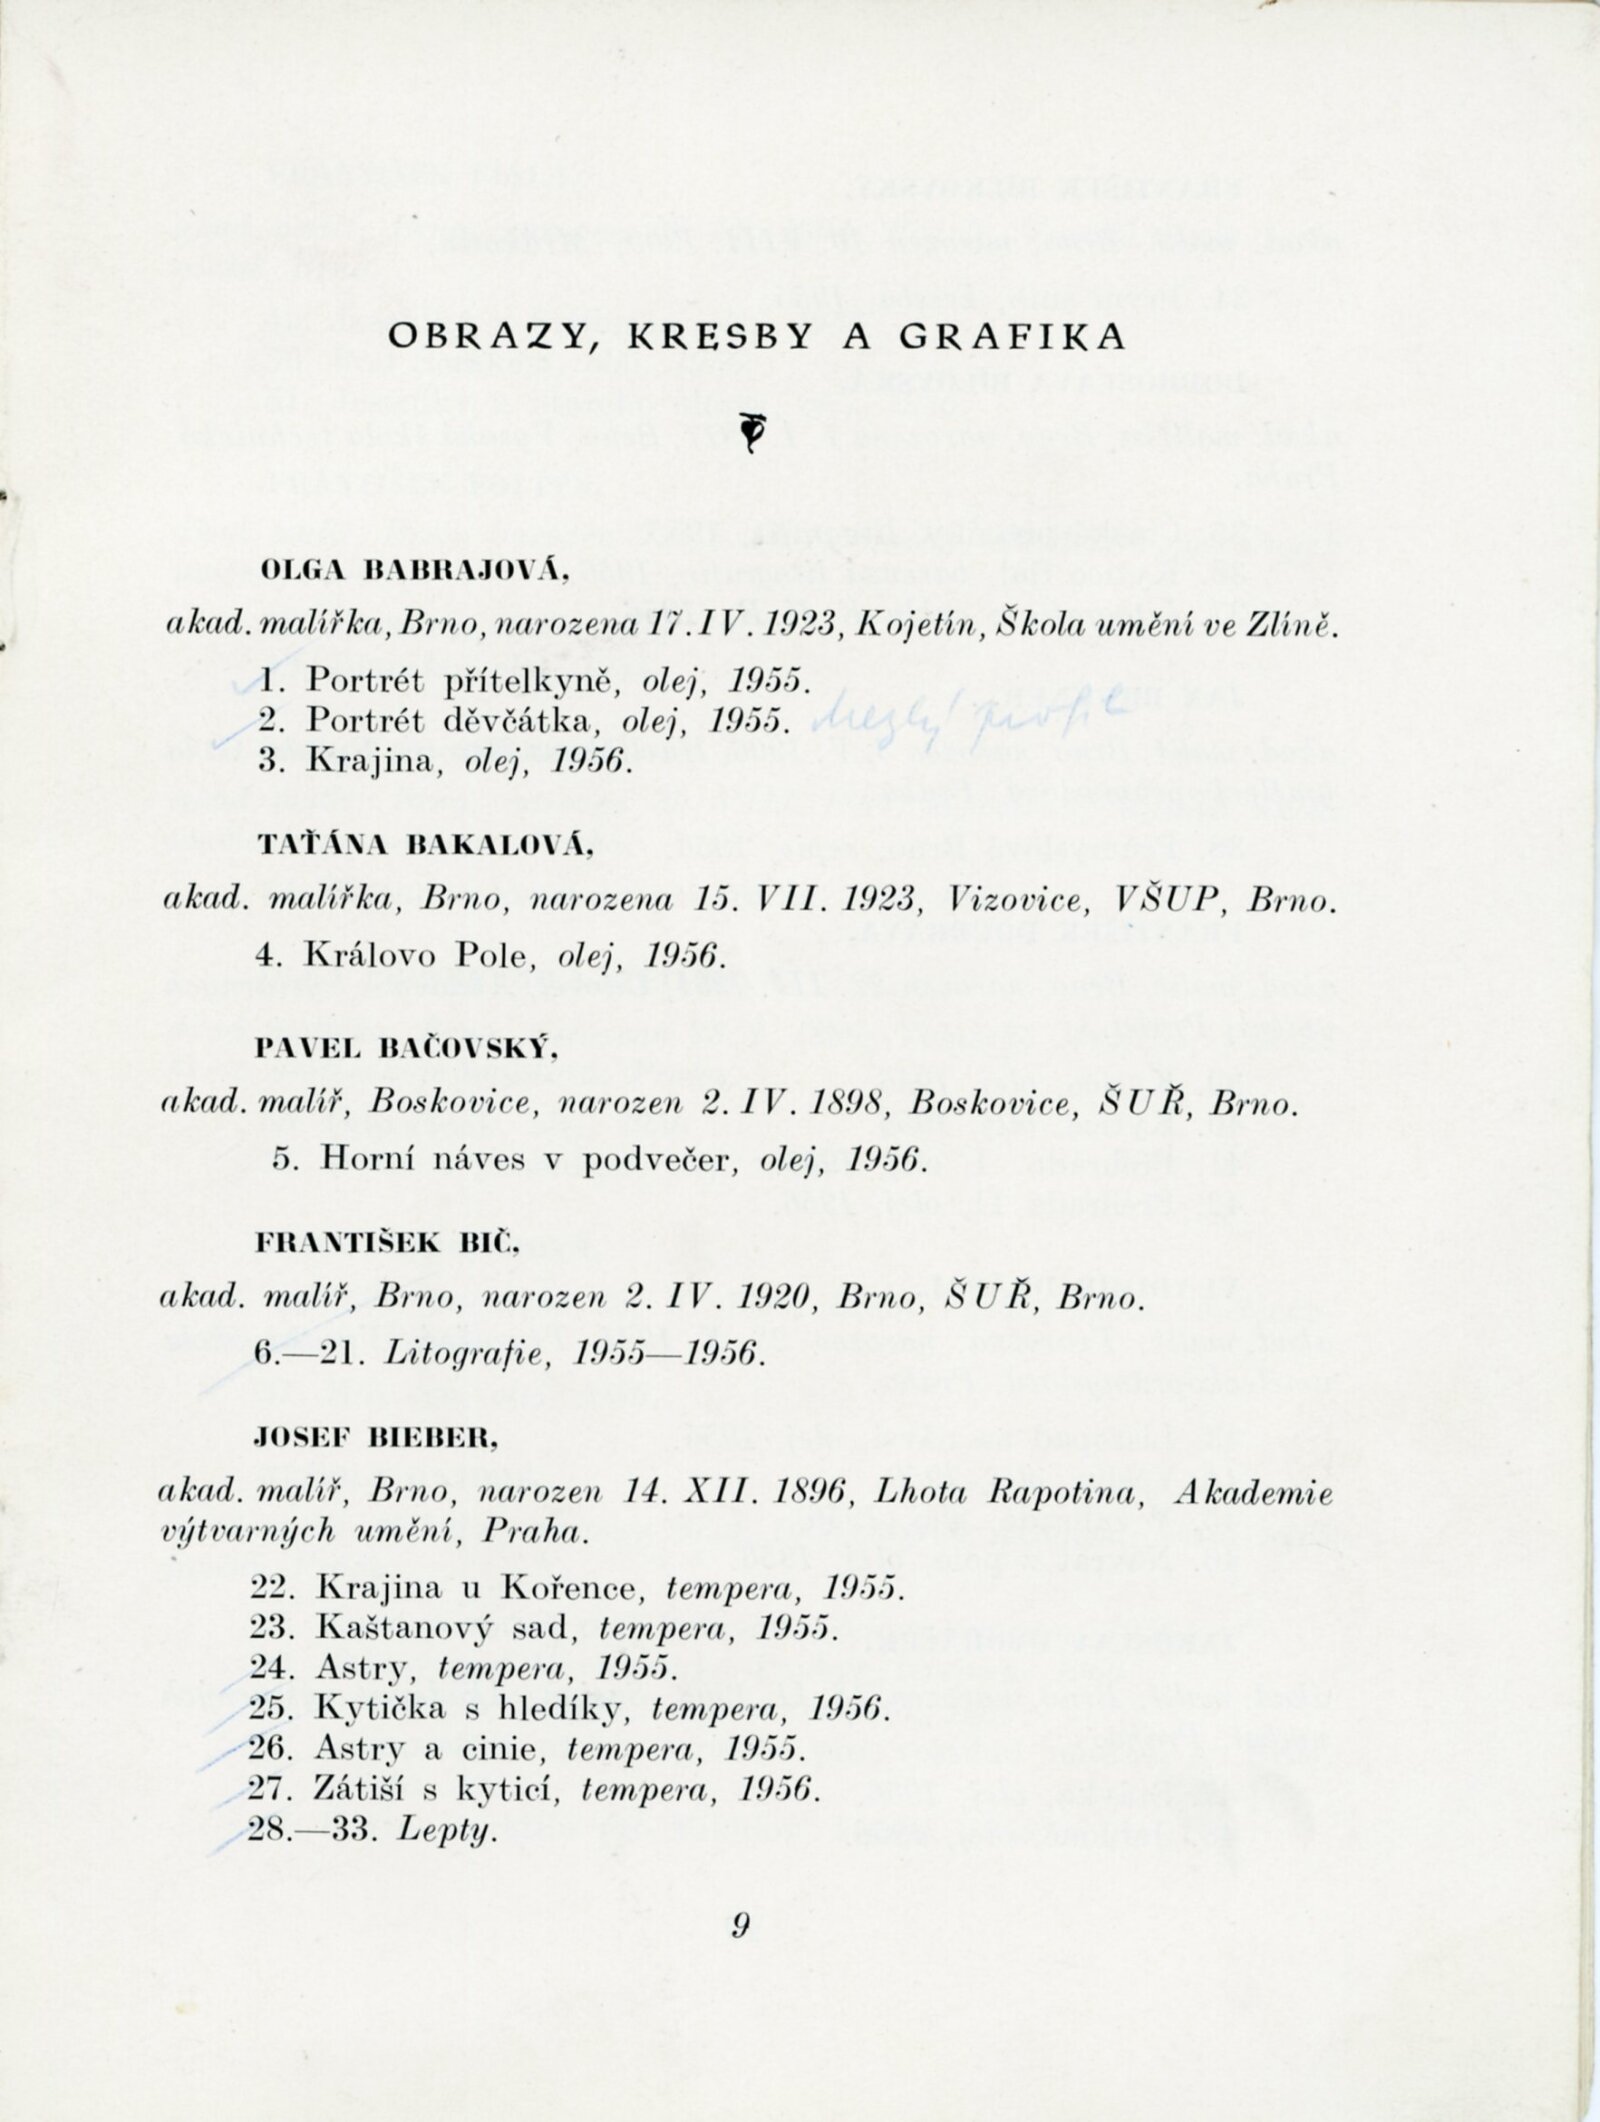 OBRAZY, KRESBY A GRAFIKA
OLGA BABRAJOVÁ,
akad. malířka, Brno, narozena 17. IV. 1923, Kojetín, Škola umění ve Zlíně.
1. Portrét přítelkyně, olej, 1955.
2. Portrét děvčátka, olej, 1955. profil
3. Krajina, olej, 1956.
TAŤÁNA BAKALOVÁ,
akad. malířka, Brno, narozena 15. VII. 1923, Vizovice, VŠUP, Brno.
4. Královo Pole, olej, 1956.
PAVEL BAČOVSKÝ,
akad. malíř, Boskovice, narozen 2. IV. 1898, Boskovice, ŠUŘ, Brno.
5. Horní náves v podvečer, olej, 1956.
FRANTIŠEK BIČ,
akad. malíř, Brno, narozen 2. IV. 1920, Brno, ŠUŘ, Brno.
6.—21. Litografie, 1955—1956.
JOSEF BIEBER,
akad. malíř, Brno, narozen 14. XII. 1896, Lhota Rapotina, Akademie
výtvarných umění, Praha.
22. Krajina u Kořence, tempera, 1955.
23. Kaštanový sad, tempera, 1955.
24. Astry, tempera, 1955.
25. Kytička s hledíky, tempera, 1956.
26. Astry a cinie, tempera, 1955.
27. Zátiší s kyticí, tempera, 1956.
28.—33. Lepty.
9